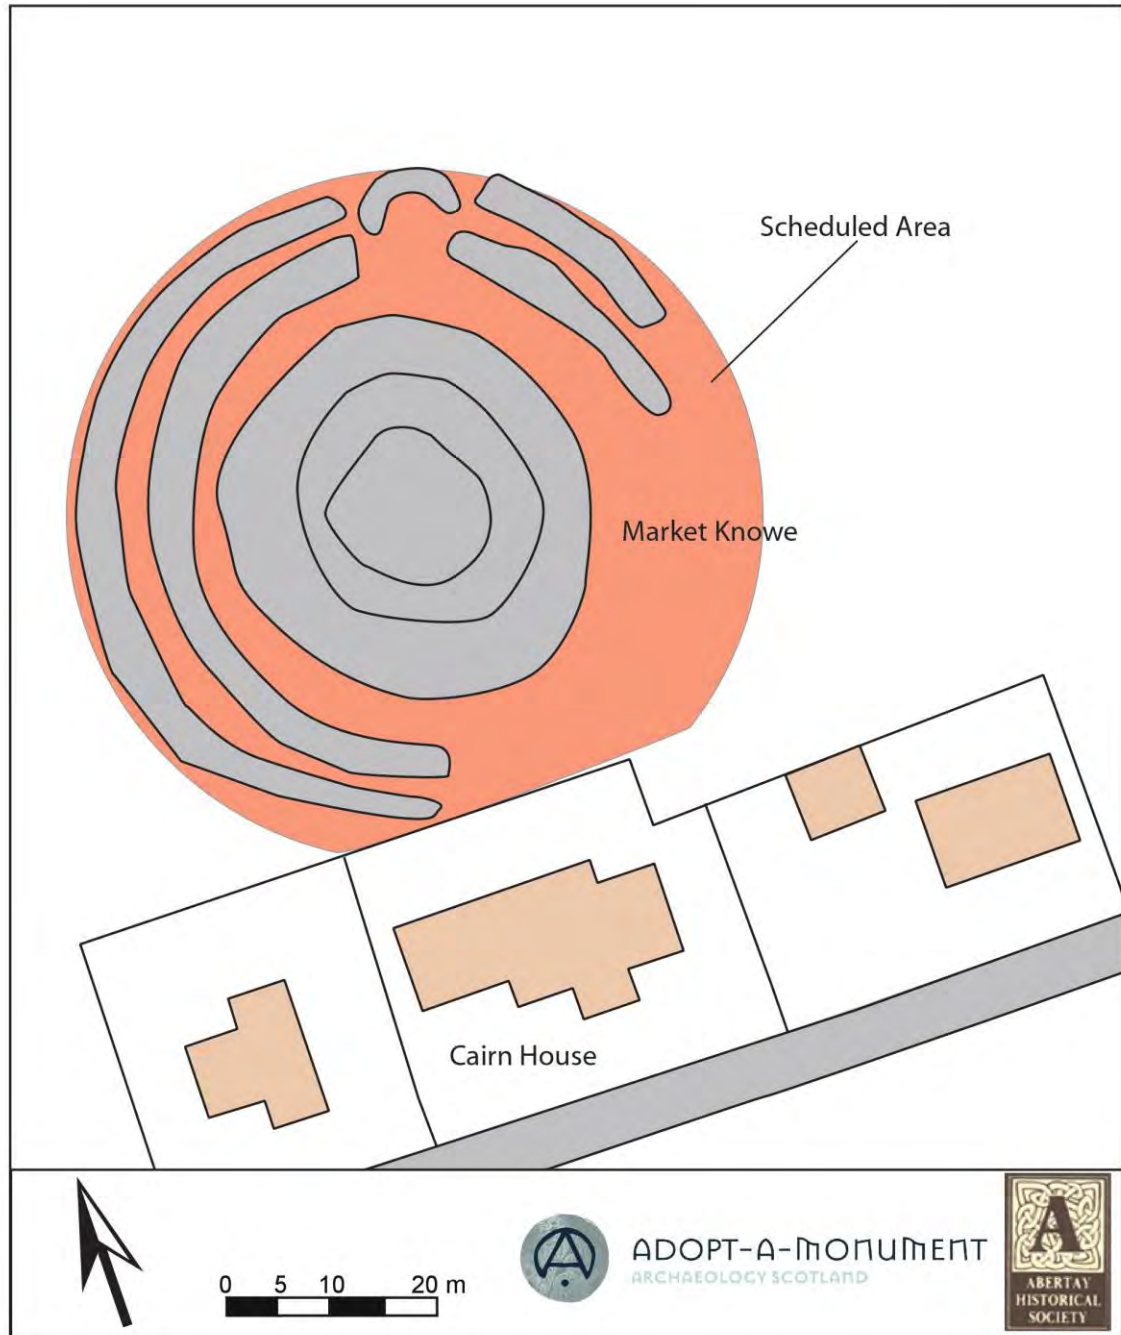 Scheduled Area
Market Knowe
Cairn House
0 5 10 20 m
ADOPT-A-MONUMENT
ARCHAEOLOGY SCOTLAND
A
ABERTAY
HISTORICAL
SOCIETY